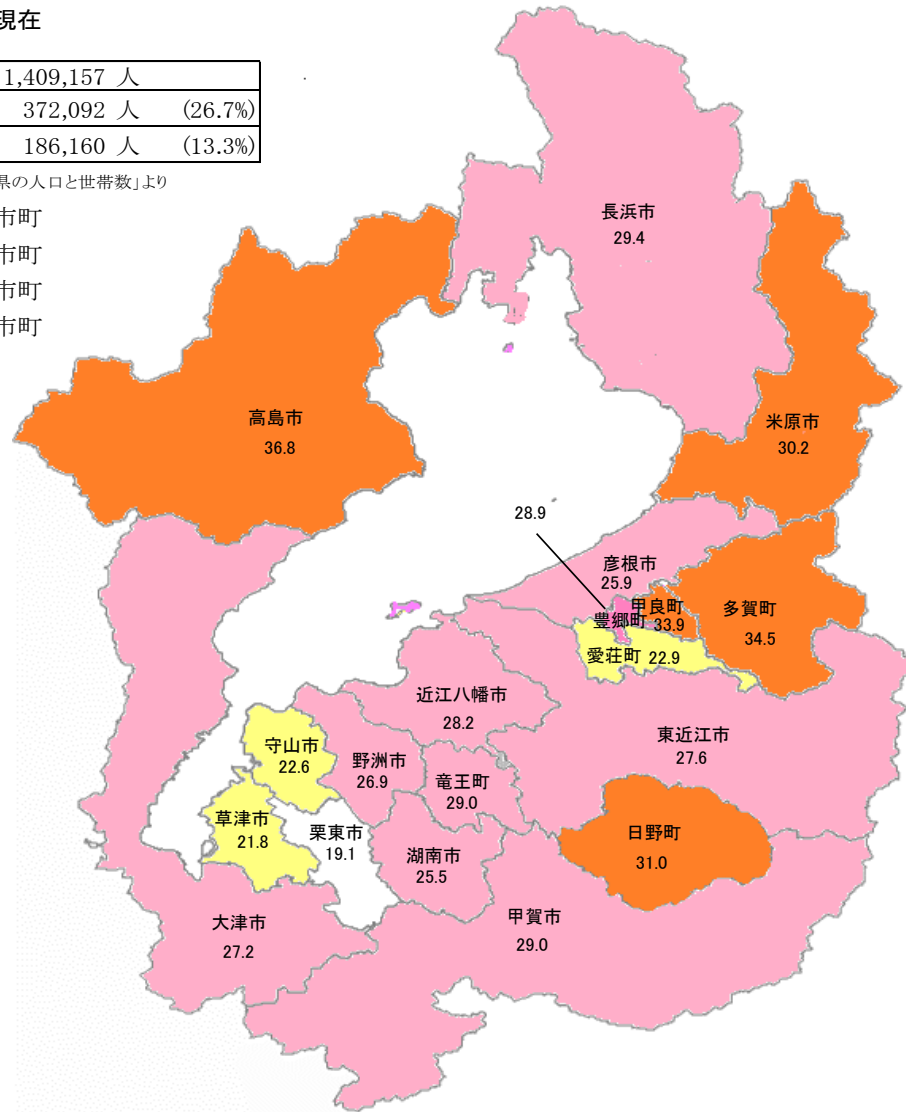 現在
1,409,157 人
372,092 人 (26.7%)
186,160 人 (13.3%)
県の人口と世帯数」より
市町
市町
市町
市町
長浜市
29.4
高島市
36.8
米原市
30.2
28.9
彦根市
25.9
豊郷町
甲良町
33.9
多賀町
34.5
愛荘町 22.9
近江八幡市
28.2
東近江市
27.6
守山市
22.6
野洲市
26.9
竜王町
29.0
草津市
21.8
栗東市
19.1
湖南市
25.5
日野町
31.0
大津市
27.2
甲賀市
29.0